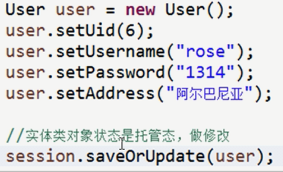 User user = new User();
user.setUid(6);
user.setUsername("rose");
user.setPassword("1314");
user.setAddress("阿尔巴尼亚");
//实体类对象状态是托管态，做修改
session.saveOrUpdate(user);